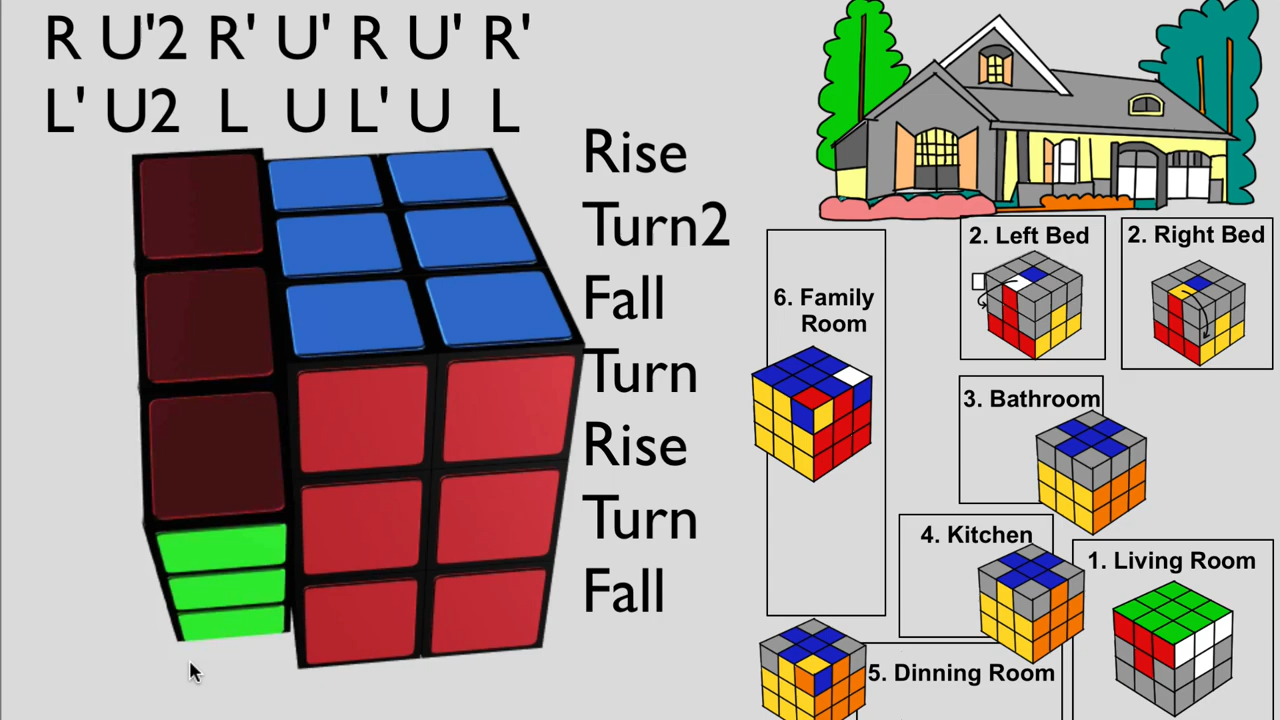 R U'2 R' U' R U' R'
L' U2 L U L' U L
Rise
Turn2
Fall
Turn
Rise
Turn
Fall
2. Left Bed
2. Right Bed
6. Family
Room
3. Bathroom
4. Kitchen
1. Living Room
5. Dinning Room